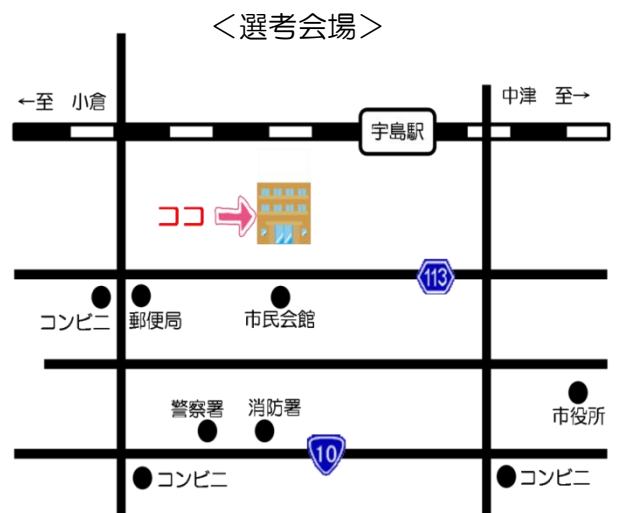 ＜選考会場＞
←至　小倉
中津　至→
宇島駅
ココ
113
コンビニ
郵便局
市民会館
警察署
消防署
市役所
10
コンビニ
コンビニ